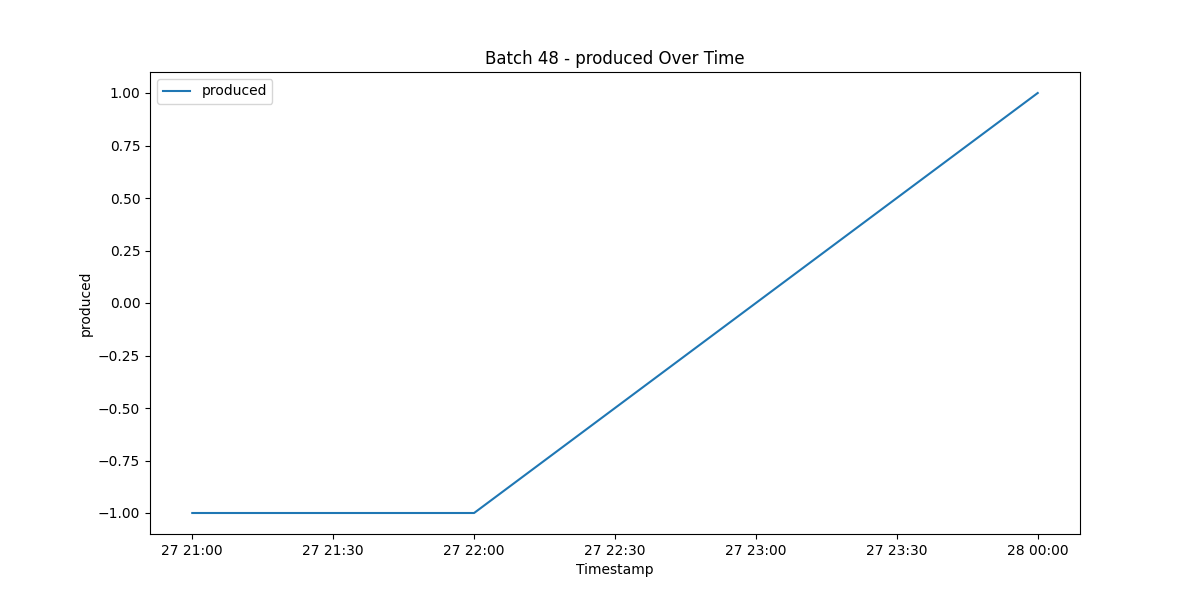 Batch 48 - produced Over Time
produced
1.00
0.75
0.50
0.25
0.00
−0.25
−0.50
−0.75
−1.00
produced
27 21:00 27 21:30 27 22:00 27 22:30 27 23:00 27 23:30 28 00:00
Timestamp